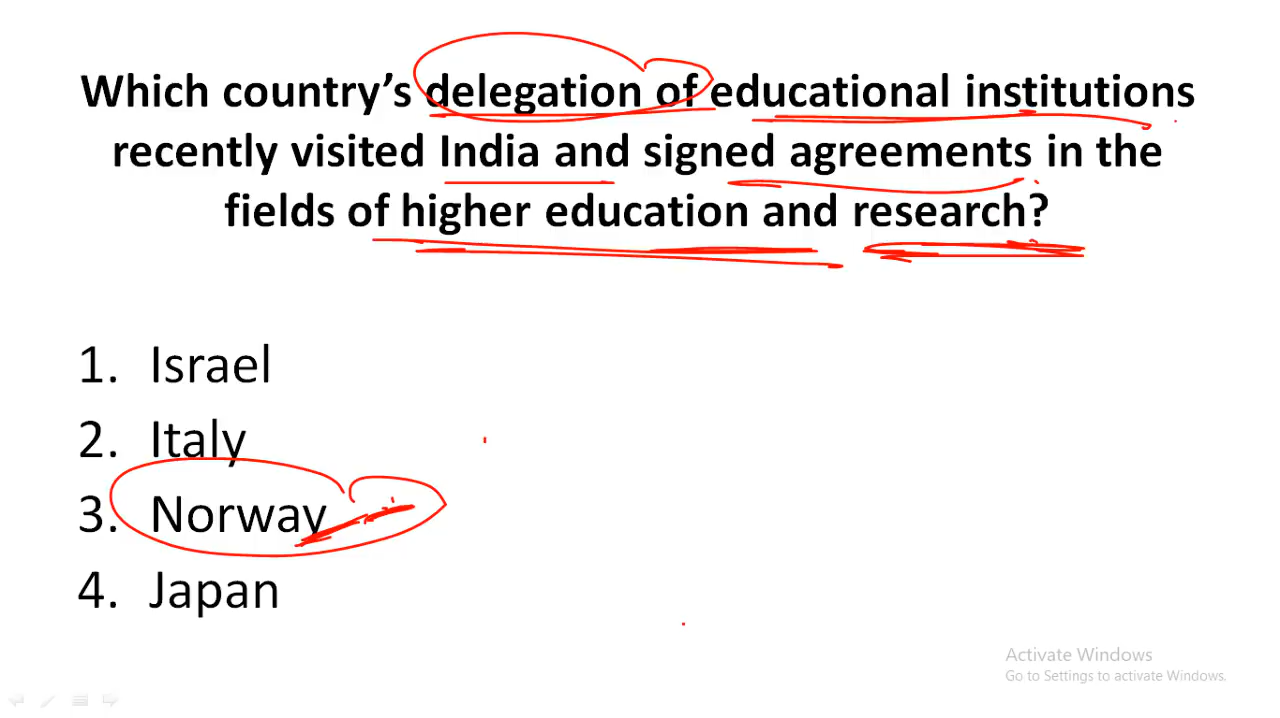 Which country’s delegation of educational institutions
recently visited India and signed agreements in the
fields of higher education and research?
1. Israel
2. Italy
3. Norway
4. Japan
Activate Windows
Go to Settings to activate Windows.